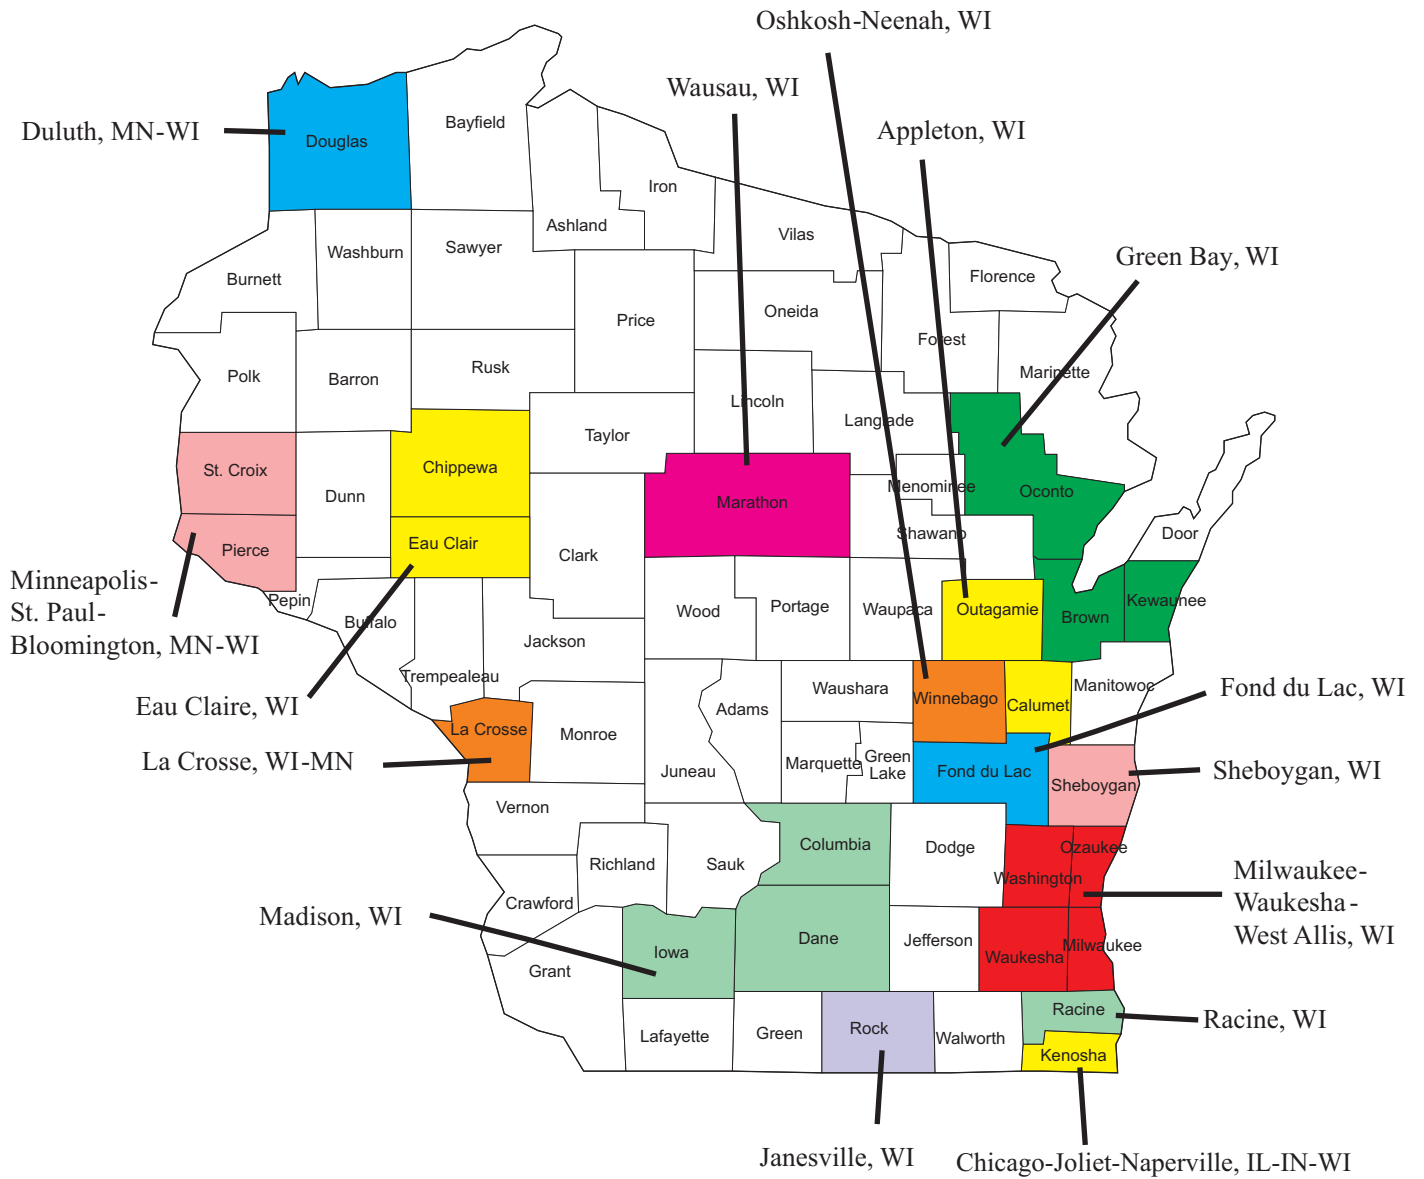 Oshkosh-Neenah, WI
Wausau, WI
Appleton, WI
Duluth, MN-WI
Douglas
Bayfield
Iron
Ashland
Vilas
Washburn
Sawyer
Green Bay, WI
Burnett
Florence
Oneida
Price
Forest
Polk
Barron
Rusk
Marinette
Lincoln
Langlade
Taylor
St. Croix
Chippewa
Menominee
Oconto
Dunn
Marathon
Shawano
Door
Pierce
Eau Clair
Clark
Minneapolis-
St. Paul-
Bloomington, MN-WI
Pepin
Wood
Portage
Waupaca
Outagamie
Brown
Kewaunee
Buffalo
Jackson
Trempealeau
Eau Claire, WI
Waushara
Winnebago
Calumet
Manitowoc
Fond du Lac, WI
Adams
La Crosse
Monroe
La Crosse, WI-MN
Juneau
Marquette
Green
Lake
Fond du Lac
Sheboygan
Sheboygan, WI
Vernon
Columbia
Dodge
Ozaukee
Richland
Sauk
Washington
Milwaukee-
Waukesha-
West Allis, WI
Crawford
Madison, WI
Iowa
Dane
Jefferson
Waukesha
Milwaukee
Grant
Racine
Racine, WI
Lafayette
Green
Rock
Walworth
Kenosha
Janesville, WI
Chicago-Joliet-Naperville, IL-IN-WI